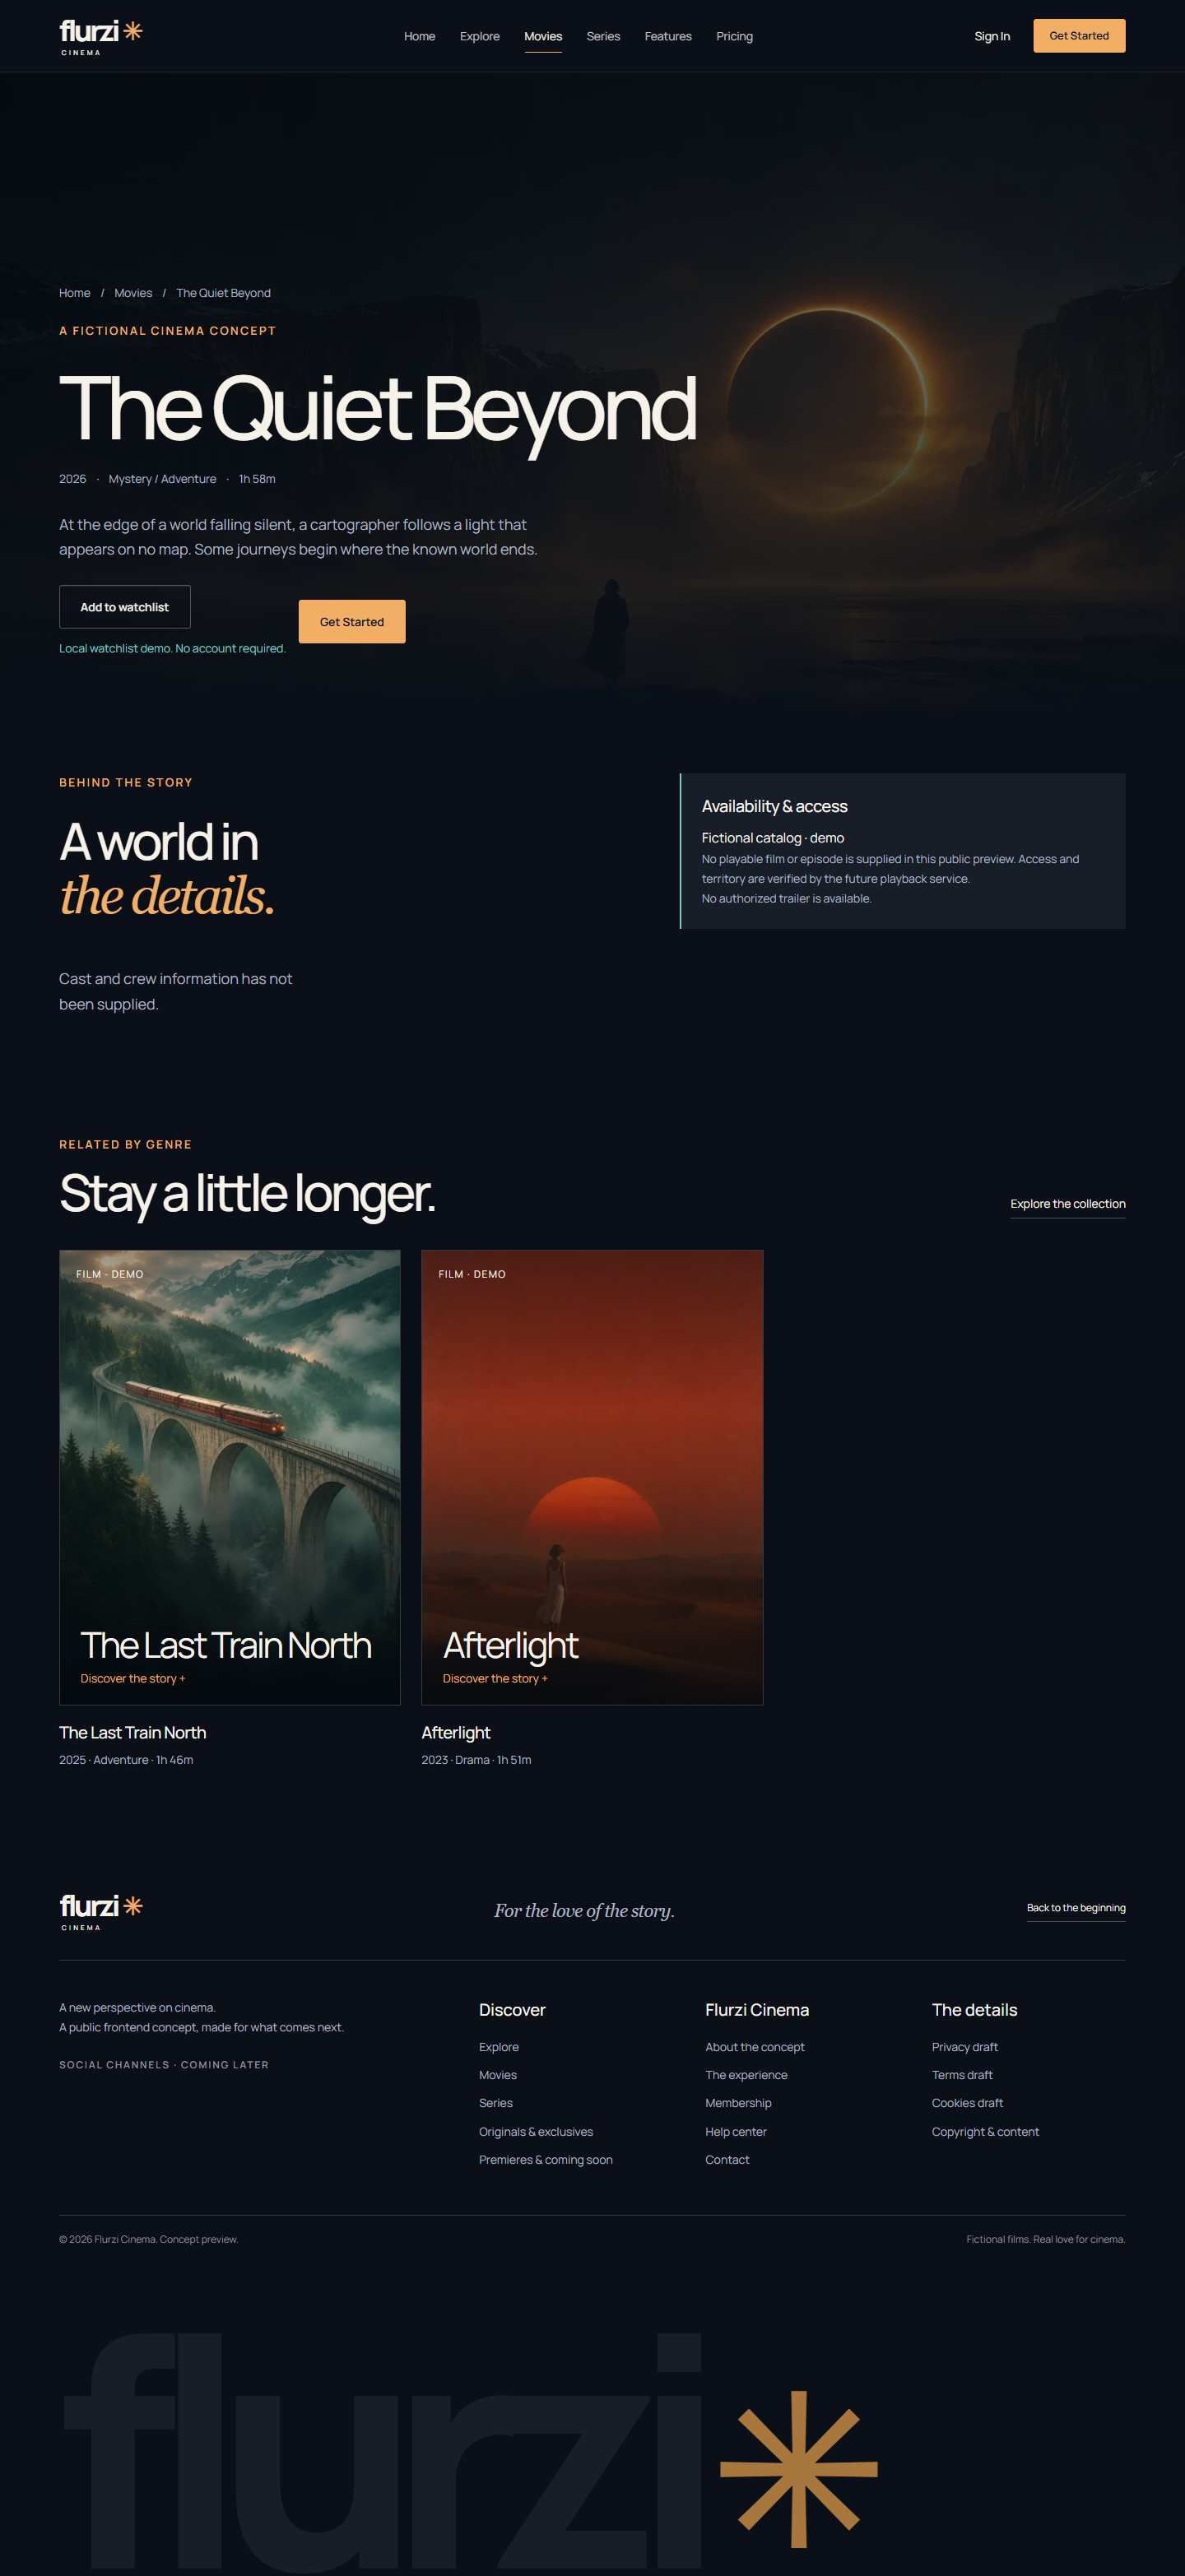 flurzi
CINEMA
Home Explore Movies Series Features Pricing
Sign In
Get Started
Home / Movies / The Quiet Beyond
A FICTIONAL CINEMA CONCEPT
The Quiet Beyond
2026 · Mystery / Adventure · 1h 58m
At the edge of a world falling silent, a cartographer follows a light that
appears on no map. Some journeys begin where the known world ends.
Add to watchlist
Get Started
Local watchlist demo. No account required.
BEHIND THE STORY
A world in
the details.
Cast and crew information has not
been supplied.
Availability & access
Fictional catalog · demo
No playable film or episode is supplied in this public preview. Access and
territory are verified by the future playback service.
No authorized trailer is available.
RELATED BY GENRE
Stay a little longer.
Explore the collection
FILM · DEMO
The Last Train North
Discover the story +
The Last Train North
2025 · Adventure · 1h 46m
FILM · DEMO
Afterlight
Discover the story +
Afterlight
2023 · Drama · 1h 51m
flurzi
CINEMA
For the love of the story.
Back to the beginning
A new perspective on cinema.
A public frontend concept, made for what comes next.
SOCIAL CHANNELS · COMING LATER
Discover
Explore
Movies
Series
Originals & exclusives
Premieres & coming soon
Flurzi Cinema
About the concept
The experience
Membership
Help center
Contact
The details
Privacy draft
Terms draft
Cookies draft
Copyright & content
© 2026 Flurzi Cinema. Concept preview.
Fictional films. Real love for cinema.
flurzi